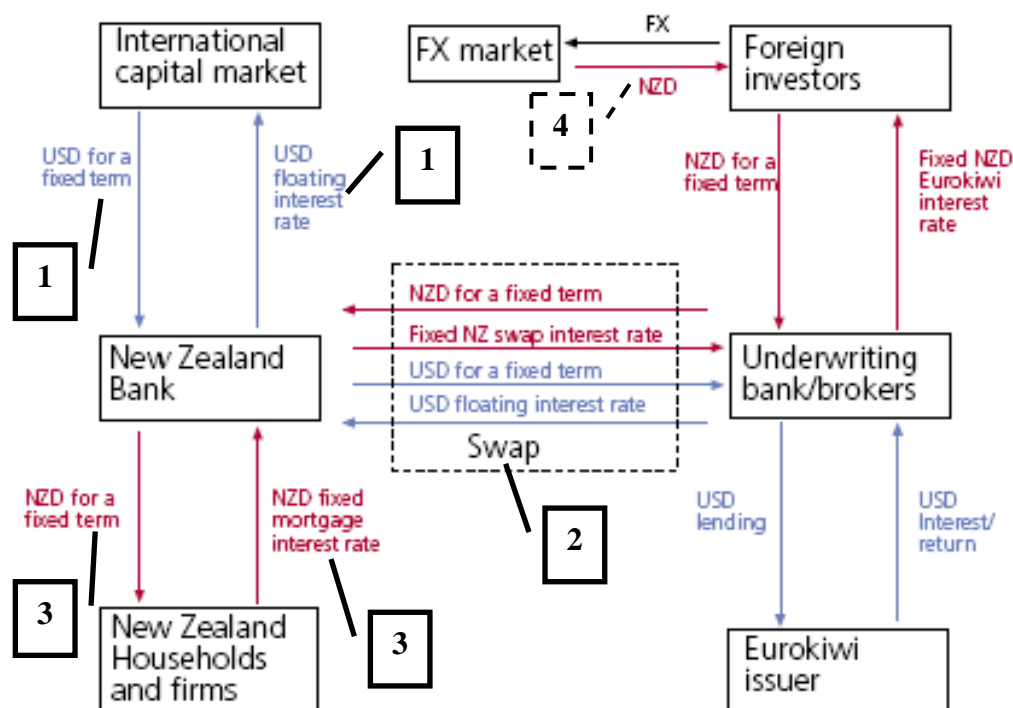 International
capital market
FX market
FX
NZD
Foreign
investors
4
USD for a
fixed term
USD
floating
interest
rate
1
1
NZD for a
fixed term
Fixed NZD
Eurokiwi
interest
rate
NZD for a fixed term
Fixed NZ swap interest rate
USD for a fixed term
USD floating interest rate
Swap
New Zealand
Bank
Underwriting
bank/brokers
2
NZD for a
fixed term
NZD fixed
mortgage
interest rate
3
3
USD
lending
USD
Interest/
return
New Zealand
Households
and firms
Eurokiwi
issuer